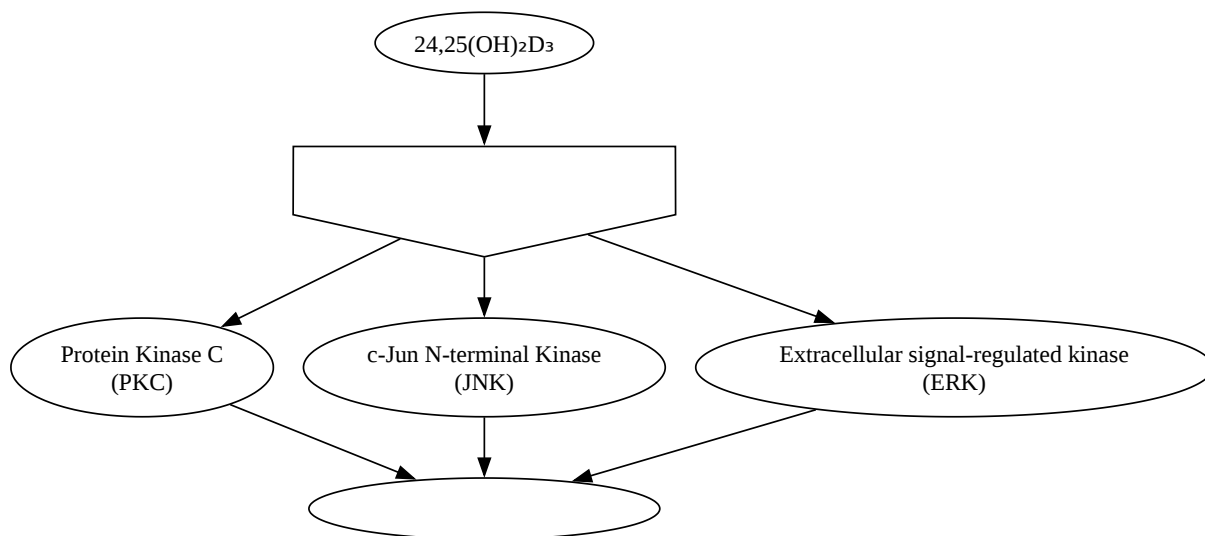 24,25(OH)₂D₃
Protein Kinase C
(PKC)
c-Jun N-terminal Kinase
(JNK)
Extracellular signal-regulated kinase
(ERK)